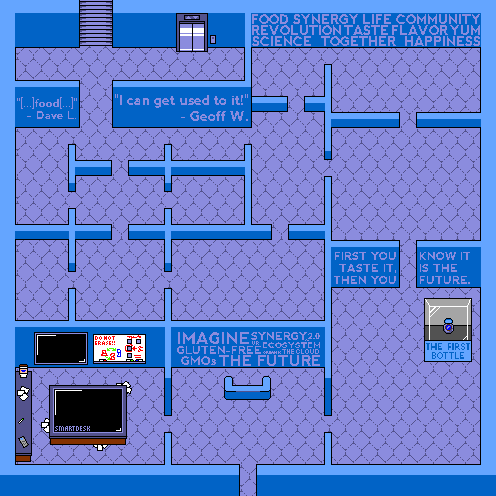 FOOD SYNERGY LIFE COMMUNITY
REVOLUTION TASTE FLAVOR YUM
SCIENCE TOGETHER HAPPINESS
"[...]food[...]"
- Dave L.
"I can get used to it!"
- Geoff W.
FIRST YOU
TASTE IT,
THEN YOU
KNOW IT
IS THE
FUTURE.
THE FIRST
BOTTLE
DO NOT
ERASE!!
IMAGINE SYNERGY 2.0
GLUTEN-FREE ECOSYSTEM
THE CLOUD
GMOs THE FUTURE
SMARTDESK